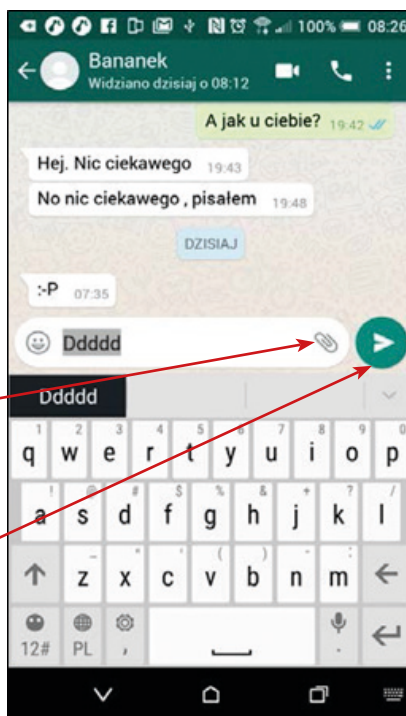 100% 08:26
Bananek
Widziano dzisiaj o 08:12
A jak u ciebie? 19:42
Hej. Nic ciekawego 19:43
No nic ciekawego , pisałem 19:48
DZISIAJ
:-P 07:35
Ddddd
Ddddd
1 2 3 4 5 6 7 8 9 0
q w e r t y u i o p
! @ # $ % & + ? /
a s d f g h j k l
- ' ( ) - :
z x c v b n m
12# PL , .